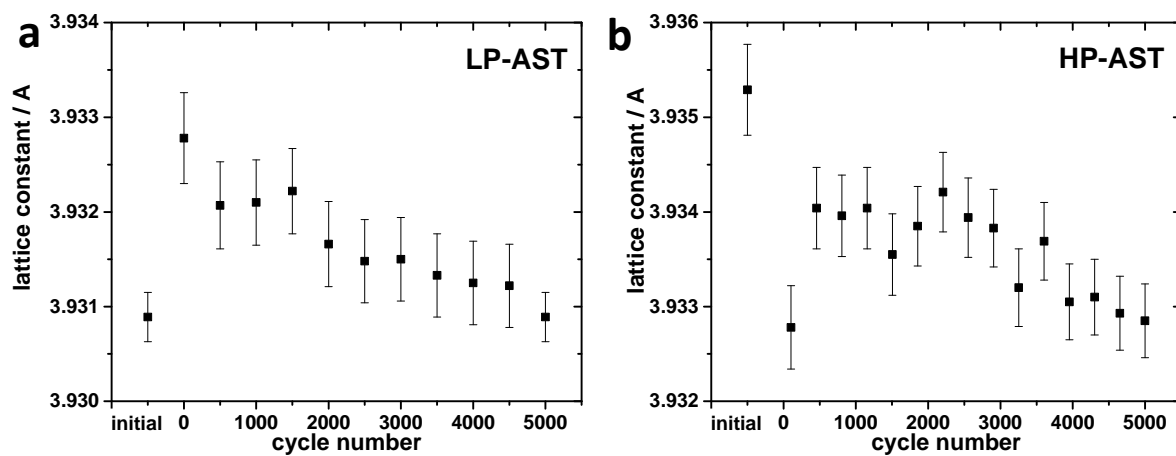 a
LP-AST
lattice constant / A
3.934
3.933
3.932
3.931
3.930
initial 0 1000 2000 3000 4000 5000
cycle number
b
HP-AST
lattice constant / A
3.936
3.935
3.934
3.933
3.932
initial 0 1000 2000 3000 4000 5000
cycle number